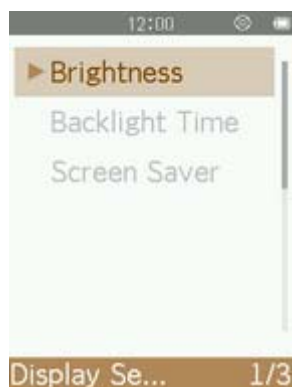 12:00
Brightness
Backlight Time
Screen Saver
Display Se... 1/3